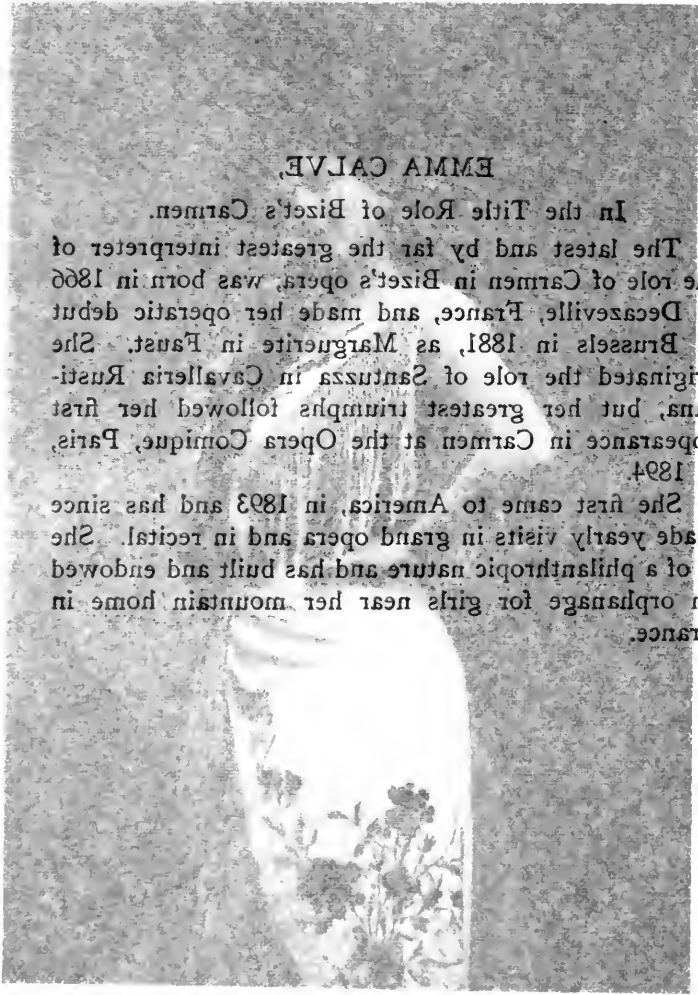 EMMA CALVE,
In the Title Role of Bizet's Carmen.
The latest and by far the greatest interpreter of
e role of Carmen in Bizet's opera, was born in 1866
Decazeville, France, and made her operatic debut
Brussels in 1881, as Marguerite in Faust. She
riginated the role of Santuzza in Cavalleria Rusti-
na, but her greatest triumphs followed her first
ppearance in Carmen at the Opera Comique, Paris,
1894.
She first came to America, in 1893 and has since
ade yearly visits in grand opera and in recital. She
of a philanthropic nature and has built and endowed
n orphanage for girls near her mountain home in
rance.